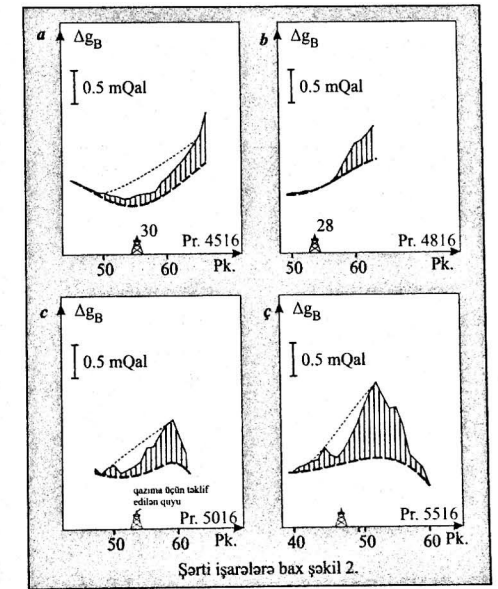 a ΔgB
0.5 mQal
30
Pr. 4516
50 60 Pk.
b ΔgB
0.5 mQal
28
Pr. 4816
50 60 Pk.
c ΔgB
0.5 mQal
qazıma üçün təklif
edilən quyu
Pr. 5016
50 60 Pk.
ç ΔgB
0.5 mQal
Pr. 5516
40 50 60 Pk.
Şərti işarələrə bax şəkil 2.